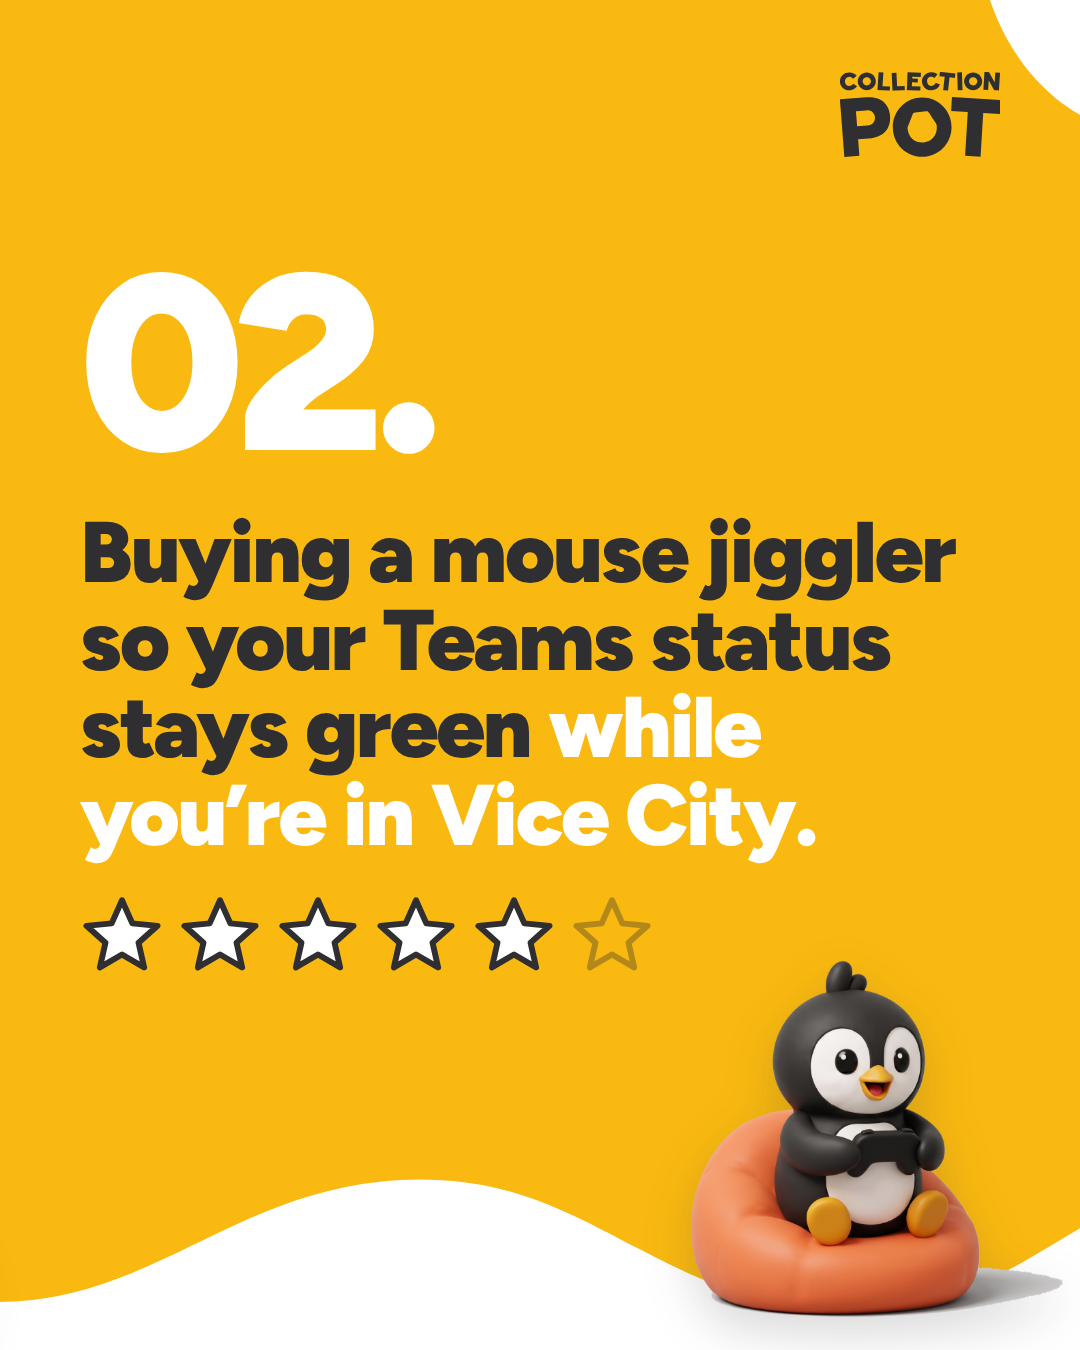 COLLECTION
POT
02.
Buying a mouse jiggler
so your Teams status
stays green while
you’re in Vice City.